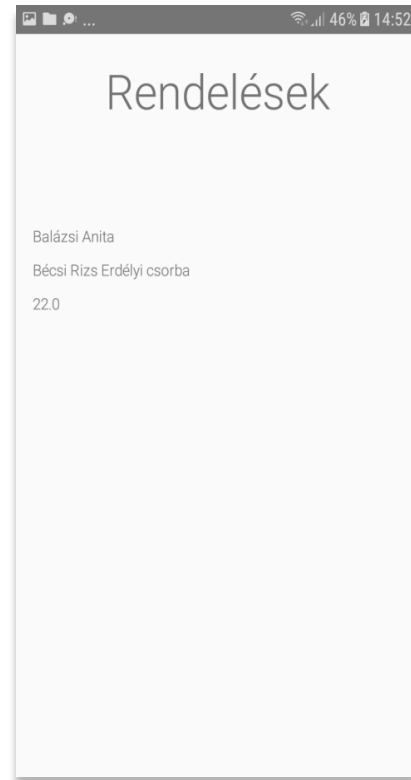 ... 46% 14:52
Rendelések
Balázsi Anita
Bécsi Rizs Erdélyi csorba
22.0